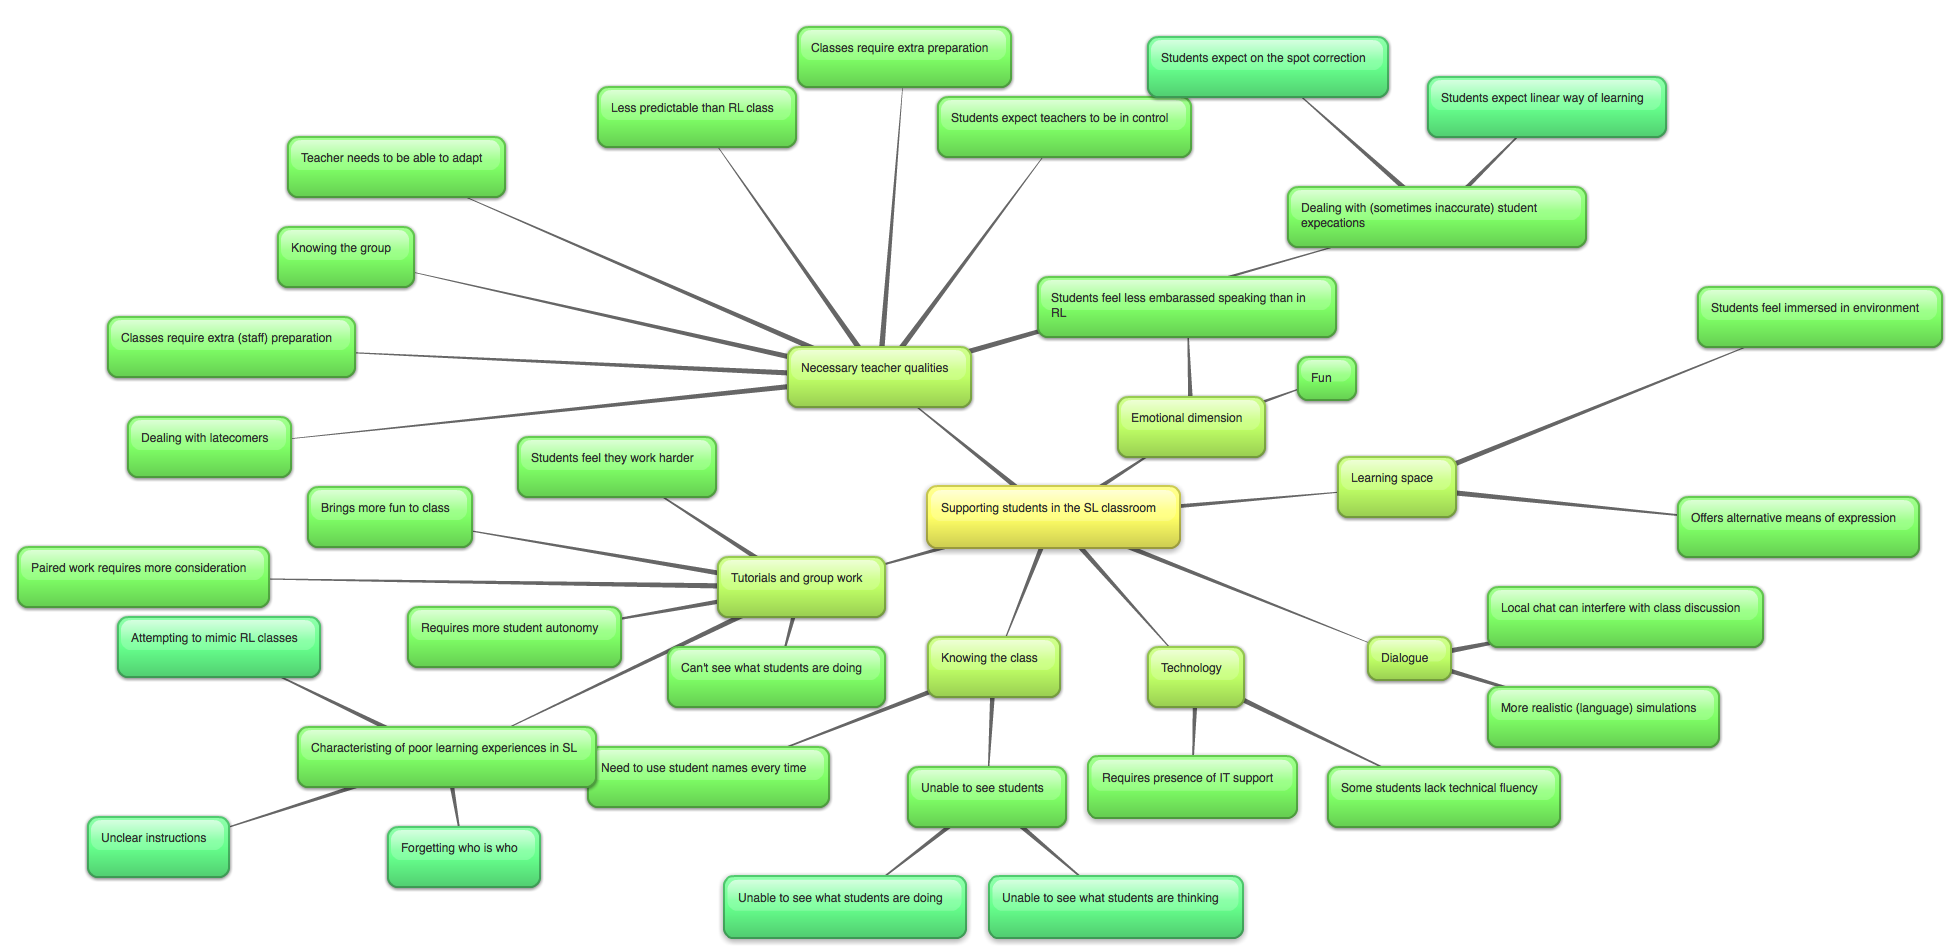 Classes require extra preparation
Students expect on the spot correction
Less predictable than RL class
Students expect linear way of learning
Students expect teachers to be in control
Teacher needs to be able to adapt
Dealing with (sometimes inaccurate) student
expecations
Knowing the group
Students feel less embarassed speaking than in
RL
Students feel immersed in environment
Classes require extra (staff) preparation
Necessary teacher qualities
Fun
Emotional dimension
Dealing with latecomers
Students feel they work harder
Learning space
Brings more fun to class
Supporting students in the SL classroom
Offers alternative means of expression
Paired work requires more consideration
Tutorials and group work
Local chat can interfere with class discussion
Attempting to mimic RL classes
Requires more student autonomy
Can't see what students are doing
Knowing the class
Technology
Dialogue
More realistic (language) simulations
Characteristing of poor learning experiences in SL
Need to use student names every time
Unable to see students
Requires presence of IT support
Some students lack technical fluency
Unclear instructions
Forgetting who is who
Unable to see what students are doing
Unable to see what students are thinking